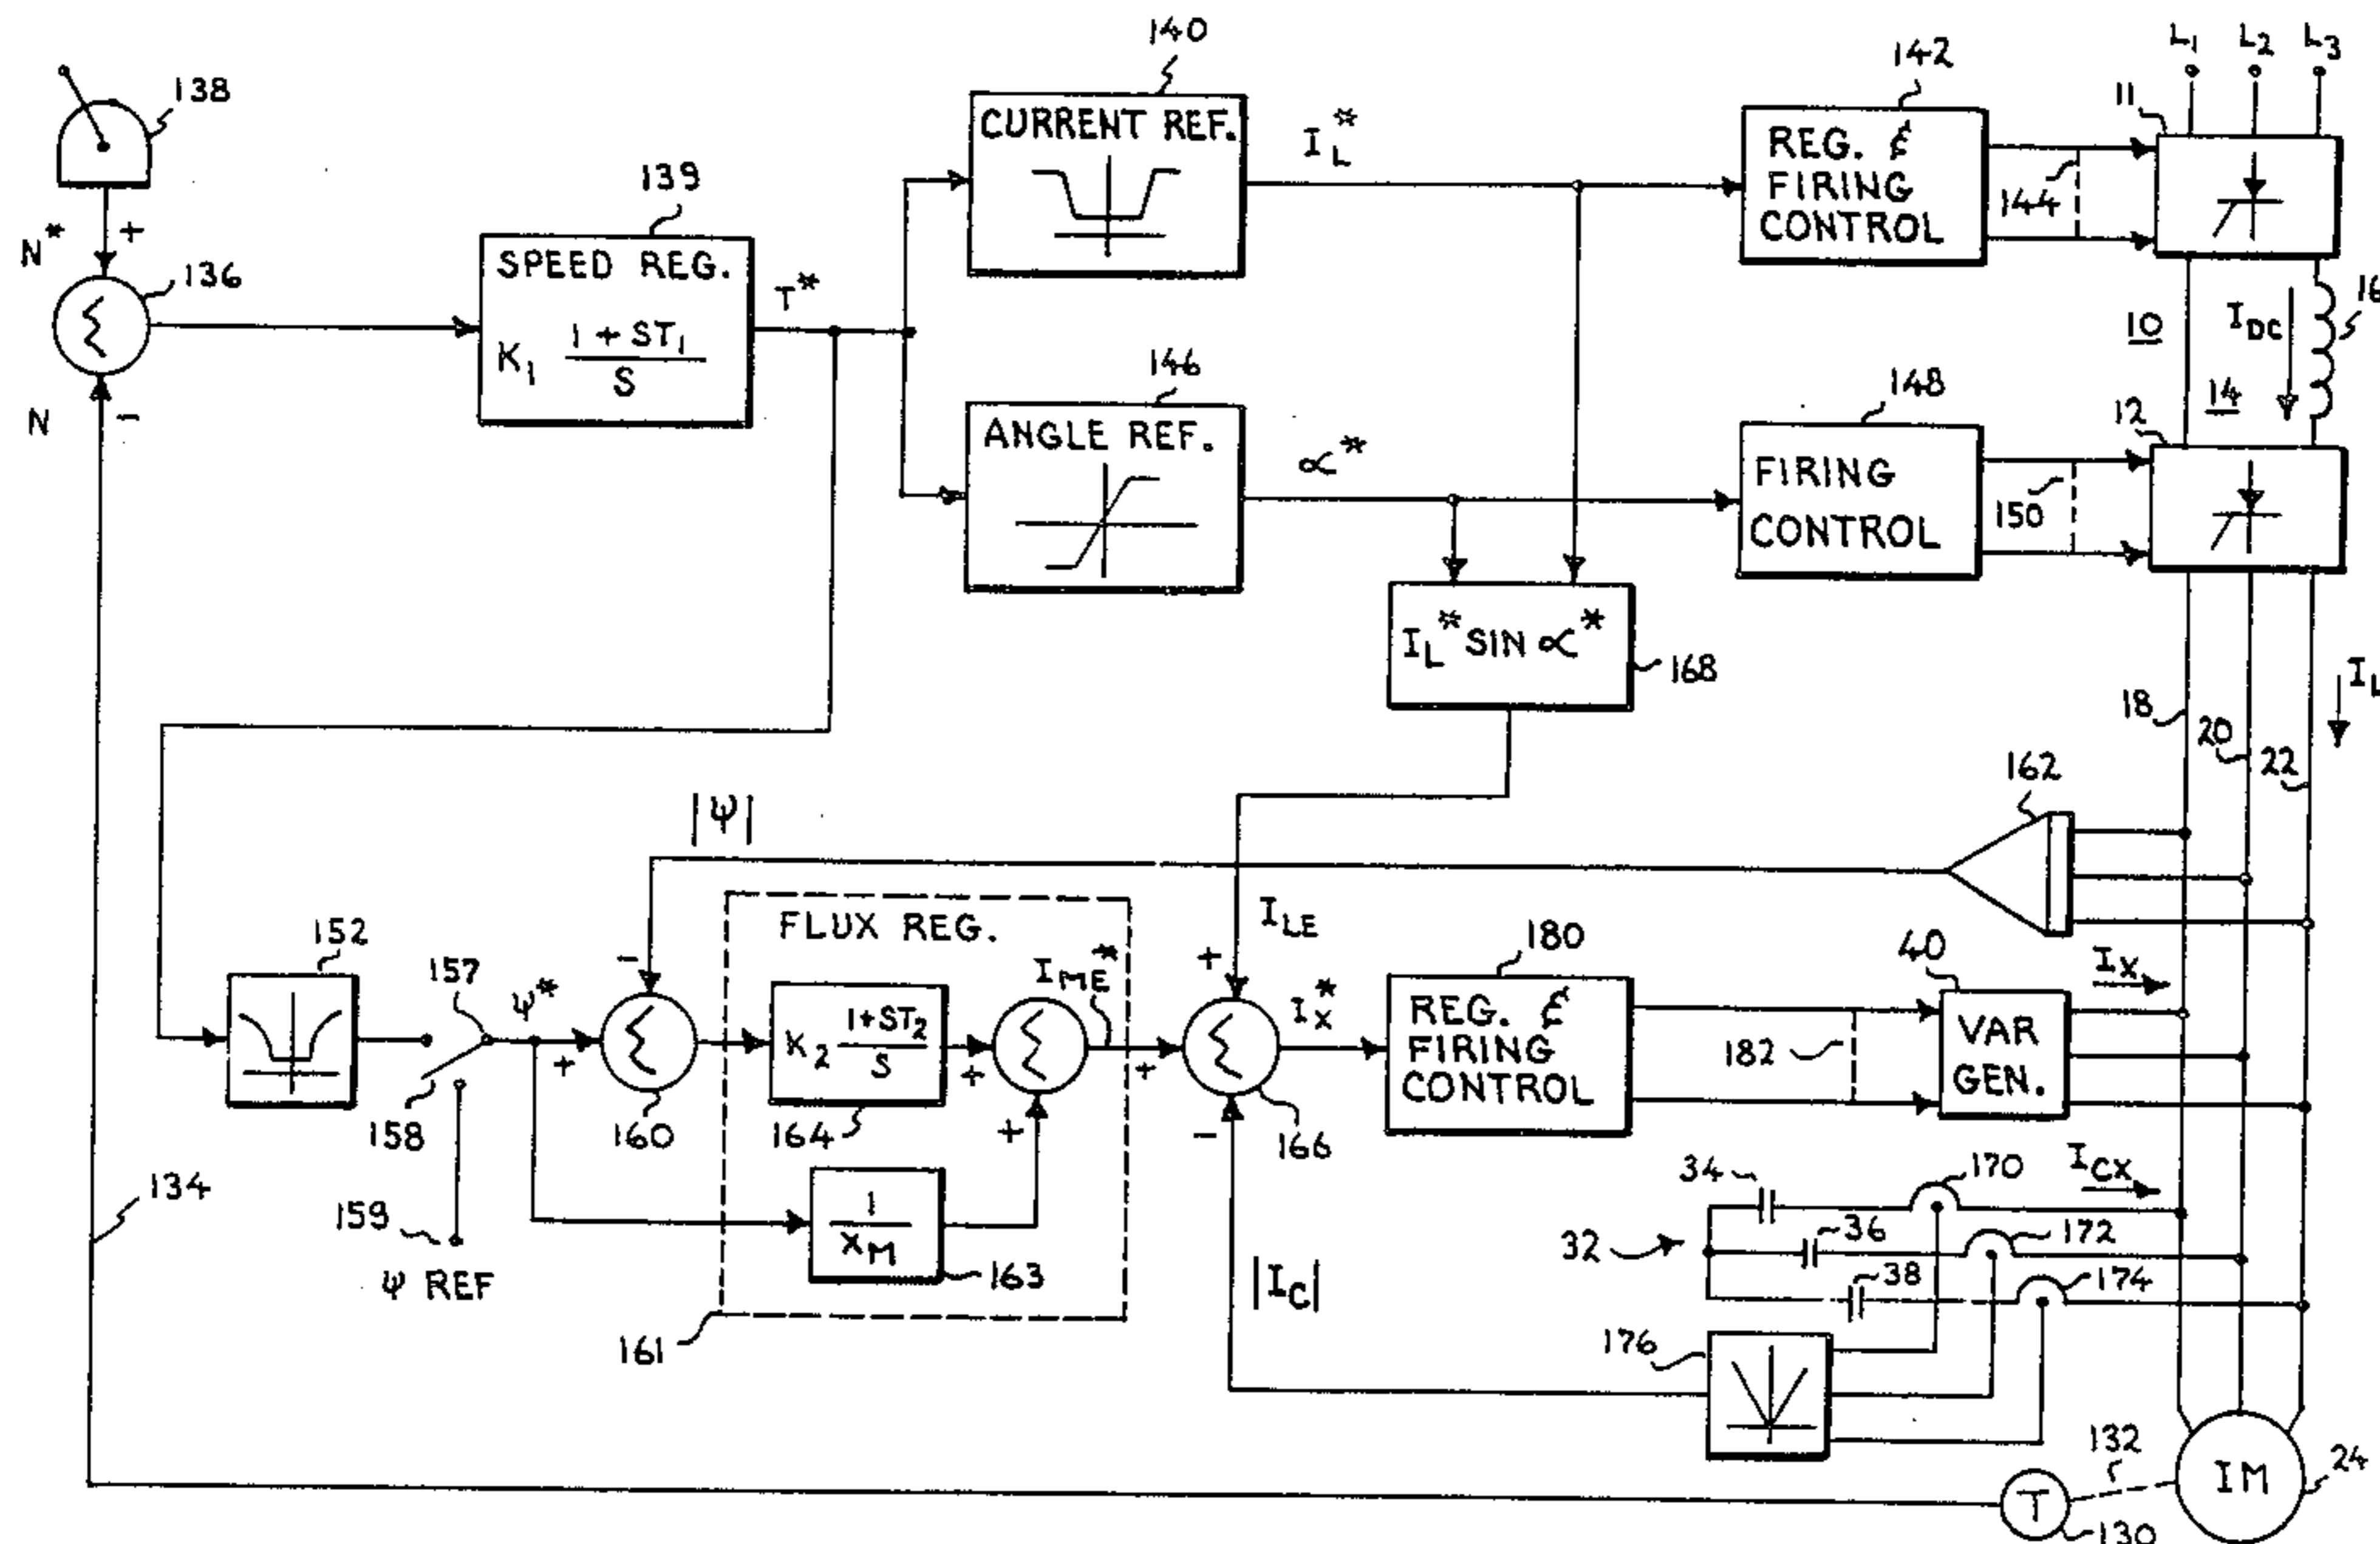 140
142
L1 L2 L3
138
11
CURRENT REF.
IL*
REG. &
FIRING
CONTROL
144
139
N* +
136
SPEED REG.
K1 1 + ST1
S
T*
10
IDC
16
N -
146
148
14
12
ANGLE REF.
∝*
FIRING
CONTROL
150
IL* SIN ∝*
168
18
20
22
162
|ψ|
FLUX REG.
ILE
152
157
ψ*
-
IME*
+
IX*
180
40
IX
REG. &
FIRING
CONTROL
182
VAR
GEN.
K2 1+ST2
S
+
+
+
158
160
164
+
-
166
134
159
ψ REF
1
XM
163
161
|IC|
34
170
ICX
32
36
172
38
174
176
132
IM
24
T
130